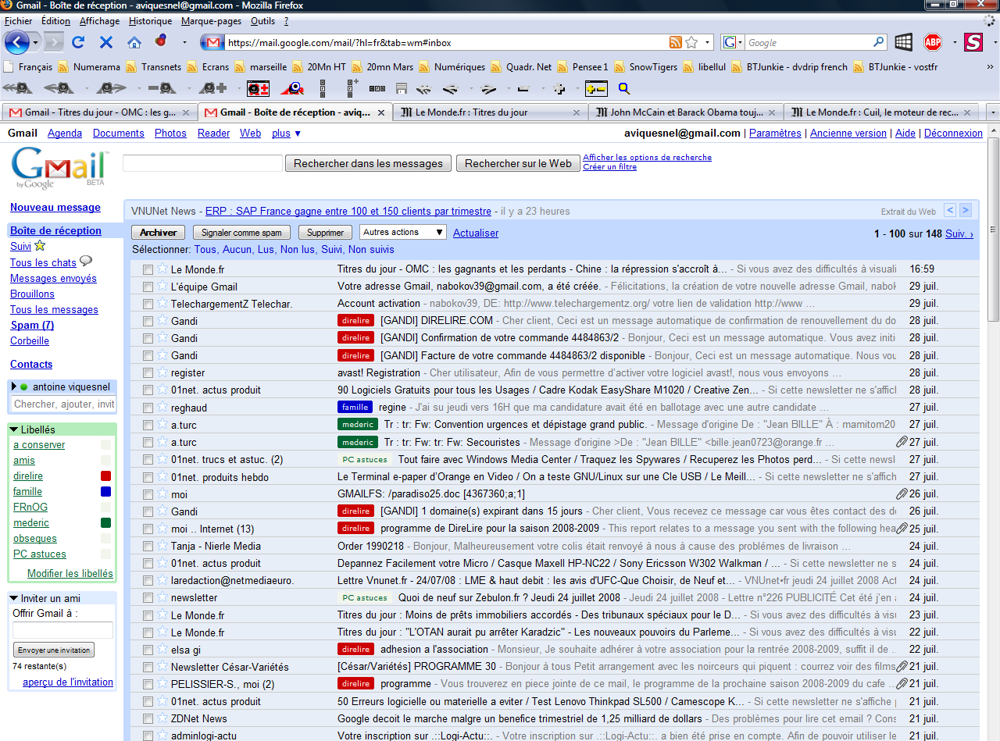 Gmail - Boîte de réception - aviquesnel@gmail.com - Mozilla Firefox
Fichier Édition Affichage Historique Marque-pages Outils ?
https://mail.google.com/mail/?hl=fr&tab=wm#inbox Google ABP S
Français Numerama Transnets Ecrans marseille 20Mn HT 20mn Mars Numériques Quadr. Net Pensee1 SnowTigers libellul BTJunkie - dvdrip french BTJunkie - vostfr »
Gmail - Titres du jour - OMC : les g... Gmail - Boîte de réception - aviq... Le Monde.fr : Titres du jour John McCain et Barack Obama touj... Le Monde.fr : Cuil, le moteur de rec...
Gmail Agenda Documents Photos Reader Web plus ▼ aviquesnel@gmail.com | Paramètres | Ancienne version | Aide | Déconnexion
Gmail by Google BETA
Rechercher dans les messages Rechercher sur le Web Afficher les options de recherche
Créer un filtre
Nouveau message
Boîte de réception
Suivi
Tous les chats
Messages envoyés
Brouillons
Tous les messages
Spam (7)
Corbeille
Contacts
antoine viquesnel
Chercher, ajouter, invit
Libellés
a conserver
amis
direlire
famille
FRnOG
mederic
obseques
PC astuces
Modifier les libellés
Inviter un ami
Offrir Gmail à :
Envoyer une invitation
74 restante(s)
aperçu de l'invitation
VNUNet News - ERP : SAP France gagne entre 100 et 150 clients par trimestre - il y a 23 heures Extrait du Web < >
Archiver Signaler comme spam Supprimer Autres actions Actualiser 1 - 100 sur 148 Suiv. ›
Sélectionner: Tous, Aucun, Lus, Non lus, Suivi, Non suivis
Le Monde.fr Titres du jour - OMC : les gagnants et les perdants - Chine : la répression s'accroît à... - Si vous avez des difficultés à visuali 16:59
L'équipe Gmail Votre adresse Gmail, nabokov39@gmail.com, a été créée. - Félicitations, la création de votre nouvelle adresse Gmail, nabok 29 juil.
TelechargementZ Telechar. Account activation - nabokov39, DE: http://www.telechargementz.org/ votre lien de validation http://www ... 29 juil.
Gandi direlire [GANDI] DIRELIRE.COM - Cher client, Ceci est un message automatique de confirmation de renouvellement du do 28 juil.
Gandi direlire [GANDI] Confirmation de votre commande 4484863/2 - Bonjour, Ceci est un message automatique. Vous avez initi 28 juil.
Gandi direlire [GANDI] Facture de votre commande 4484863/2 disponible - Bonjour, Ceci est un message automatique. Nous vou 28 juil.
register avast! Registration - Cher utilisateur, Afin de vous permettre d'activer votre logiciel avast!, nous vous envoyons ... 28 juil.
01net. actus produit 90 Logiciels Gratuits pour tous les Usages / Cadre Kodak EasyShare M1020 / Creative Zen... - Si cette newsletter ne s'affich 28 juil.
reghaud famille regine - J'ai su jeudi vers 16H que ma candidature avait été en ballotage avec une autre candidate ... 27 juil.
a.turc mederic Tr : tr: Fw: Convention urgences et dépistage grand public. - Message d'origine De : "Jean BILLE" À : mamitom20 27 juil.
a.turc mederic Tr : tr: Fw: tr: Fw: Secouristes - Message d'origine >De : "Jean BILLE" <bille.jean0723@orange.fr ... 27 juil.
01net. trucs et astuc. (2) PC astuces Tout faire avec Windows Media Center / Traquez les Spywares / Recuperez les Photos perd... - Si cette newsl 27 juil.
01net. produits hebdo Le Terminal e-paper d'Orange en Video / On a teste GNU/Linux sur une Cle USB / Le Meill... - Si cette newsletter ne s'affich 27 juil.
moi GMAILFS: /paradiso25.doc [4367360;a;1] 26 juil.
Gandi direlire [GANDI] 1 domaine(s) expirant dans 15 jours - Cher client, Vous recevez ce message car vous êtes contact des do 26 juil.
moi .. Internet (13) direlire programme de DireLire pour la saison 2008-2009 - This report relates to a message you sent with the following hea 25 juil.
Tanja - Nierle Media Order 1990218 - Bonjour, Malheureusement votre colis était renvoyé à nous à cause des problémes de livraison ... 24 juil.
01net. actus produit Depannez Facilement votre Micro / Casque Maxell HP-NC22 / Sony Ericsson W302 Walkman / ... - Si cette newsletter ne s 24 juil.
laredaction@netmediaeuro. Lettre Vnunet.fr - 24/07/08 : LME & haut debit : les avis d'UFC-Que Choisir, de Neuf et... - VNUnet•fr jeudi 24 juillet 2008 Act 24 juil.
newsletter PC astuces Quoi de neuf sur Zebulon.fr ? Jeudi 24 juillet 2008 - Jeudi 24 juillet 2008 - Lettre n°226 PUBLICITÉ Cet été j'en a 24 juil.
Le Monde.fr Titres du jour : Moins de prêts immobiliers accordés - Des tribunaux spéciaux pour le D... - Si vous avez des difficultés à visu 23 juil.
Le Monde.fr Titres du jour : "L'OTAN aurait pu arrêter Karadzic" - Les nouveaux pouvoirs du Parleme... - Si vous avez des difficultés à visu 22 juil.
elsa gi direlire adhesion a l'association - Monsieur, Je souhaite adhérer à votre association pour la rentrée 2008-2009, suffit il de ... 22 juil.
Newsletter César-Variétés [César/Variétés] PROGRAMME 30 - Bonjour à tous Petit arrangement avec les noirceurs qui piquent : courrez voir des films 21 juil.
PELISSIER-S., moi (2) direlire programme - Vous trouverez en piece jointe de ce mail, le programme de la prochaine saison 2008-2009 du cafe ... 21 juil.
01net. actus produit 50 Erreurs logicielle ou materielle a eviter / Test Lenovo Thinkpad SL500 / Camescope K... - Si cette newsletter ne s'affiche 21 juil.
ZDNet News Google decoit le marche malgre un benefice trimestriel de 1,25 milliard de dollars - Des problèmes pour lire cet email ? Cons 21 juil.
adminlogi-actu Votre inscription sur .::Logi-Actu::. - Votre inscription sur .::Logi-Actu::. a bien été prise en compte. Afin de pouvoir utiliser le 21 juil.